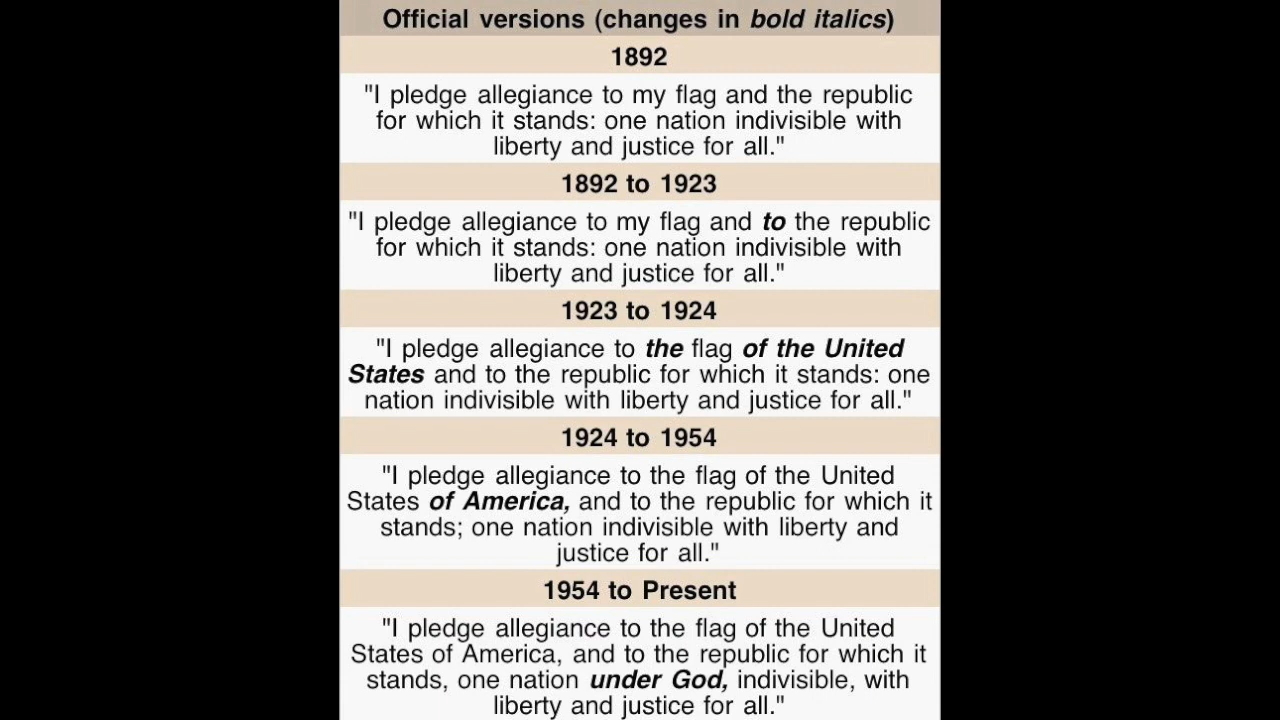 Official versions (changes in bold italics)
1892
"I pledge allegiance to my flag and the republic
for which it stands: one nation indivisible with
liberty and justice for all."
1892 to 1923
"I pledge allegiance to my flag and to the republic
for which it stands: one nation indivisible with
liberty and justice for all."
1923 to 1924
"I pledge allegiance to the flag of the United
States and to the republic for which it stands: one
nation indivisible with liberty and justice for all."
1924 to 1954
"I pledge allegiance to the flag of the United
States of America, and to the republic for which it
stands; one nation indivisible with liberty and
justice for all."
1954 to Present
"I pledge allegiance to the flag of the United
States of America, and to the republic for which it
stands, one nation under God, indivisible, with
liberty and justice for all."